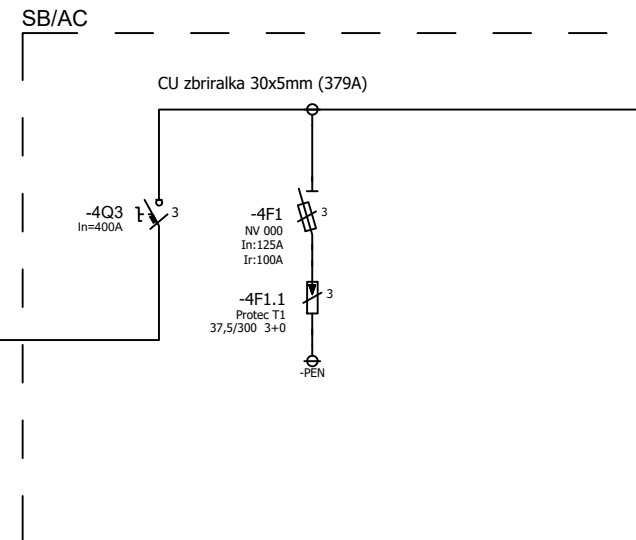 SB/AC
CU zbriralka 30x5mm (379A)
-4Q3
In=400A
3
-4F1
NV 000
In:125A
Ir:100A
3
-4F1.1
Protec T1
37,5/300 3+0
3
-PEN